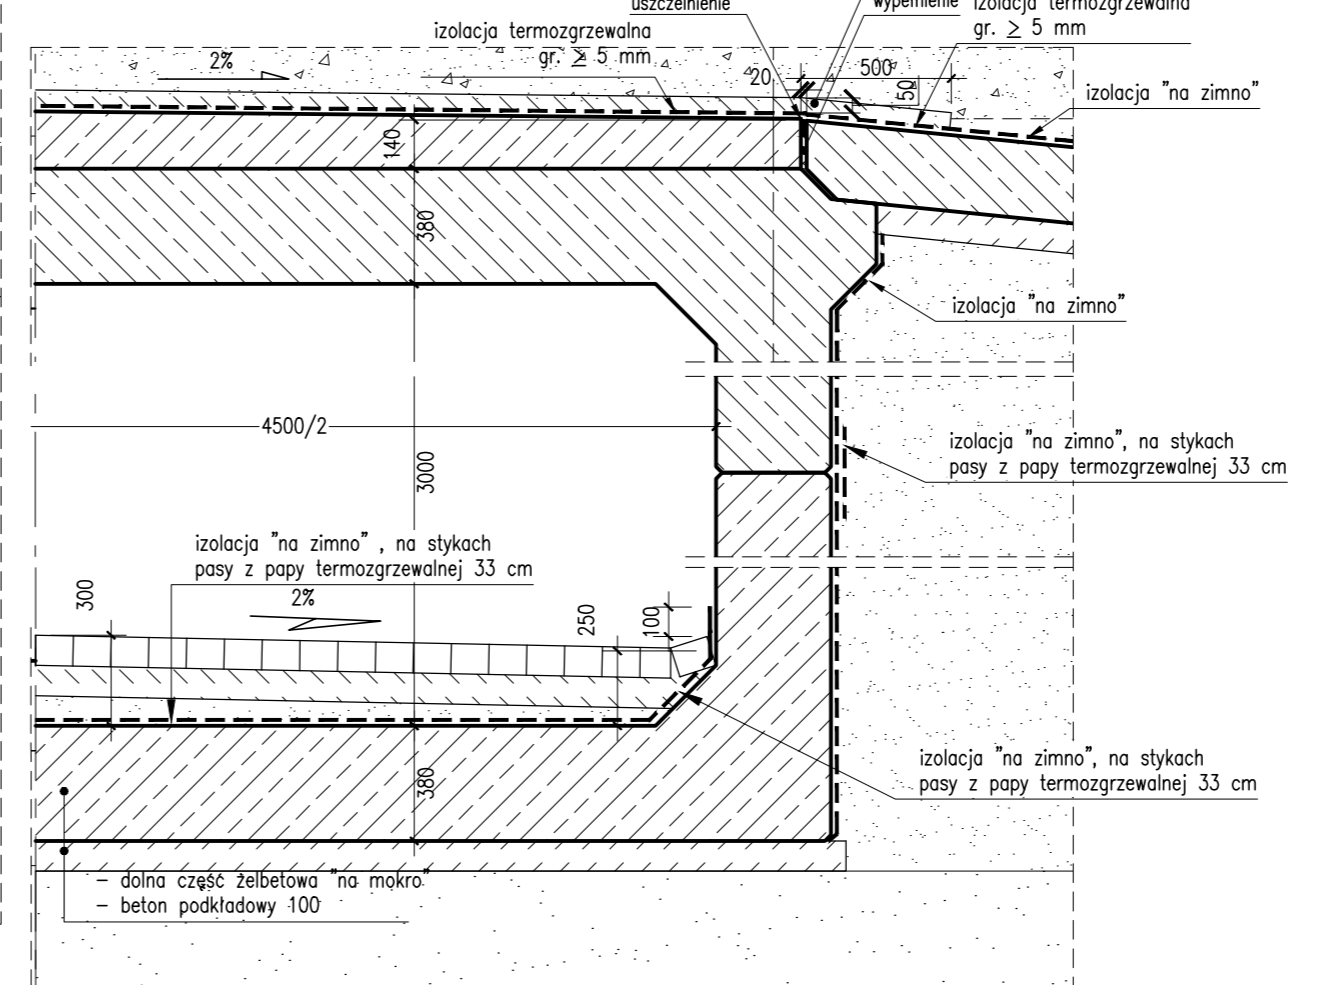 uszczelnienie
wypełnienie
izolacja termozgrzewalna
gr. ≥ 5 mm
izolacja termozgrzewalna
gr. ≥ 5 mm
2%
20
500
50
izolacja "na zimno"
140
380
izolacja "na zimno"
4500/2
3000
izolacja "na zimno", na stykach
pasy z papy termozgrzewalnej 33 cm
izolacja "na zimno" , na stykach
pasy z papy termozgrzewalnej 33 cm
300
2%
250
100
380
izolacja "na zimno", na stykach
pasy z papy termozgrzewalnej 33 cm
– dolna część żelbetowa "na mokro"
– beton podkładowy 100